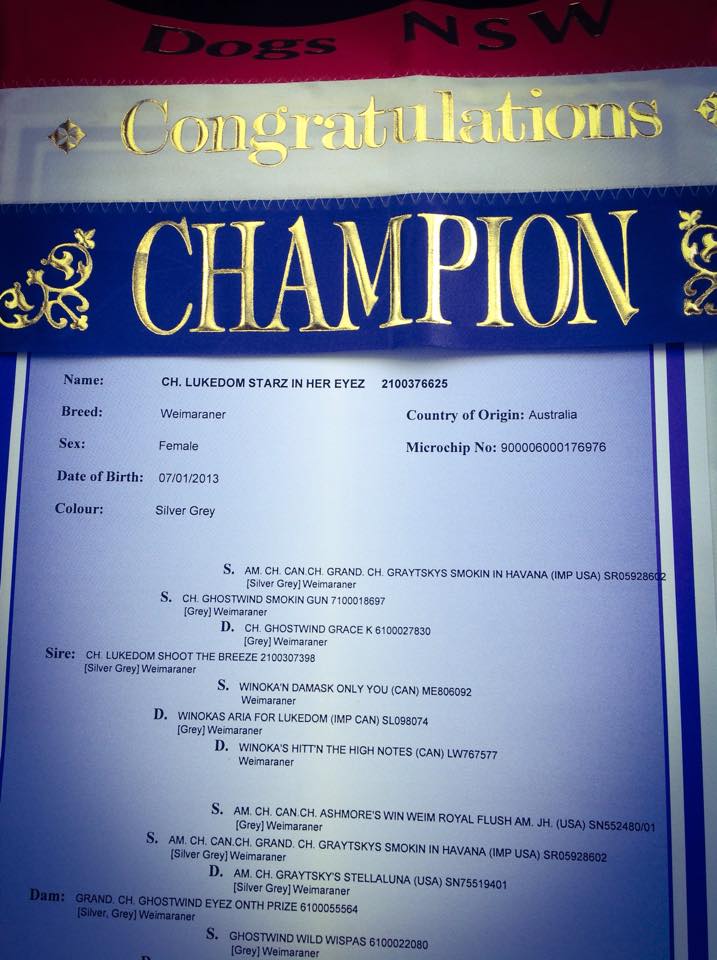 Dogs NSW
Congratulations
CHAMPION
Name: CH. LUKEDOM STARZ IN HER EYEZ 2100376625
Breed: Weimaraner Country of Origin: Australia
Sex: Female Microchip No: 900006000176976
Date of Birth: 07/01/2013
Colour: Silver Grey
S. AM. CH. CAN.CH. GRAND. CH. GRAYTSKYS SMOKIN IN HAVANA (IMP USA) SR05928602
[Silver Grey] Weimaraner
S. CH. GHOSTWIND SMOKIN GUN 7100018697
[Grey] Weimaraner
D. CH. GHOSTWIND GRACE K 6100027830
[Grey] Weimaraner
Sire: CH. LUKEDOM SHOOT THE BREEZE 2100307398
[Silver Grey] Weimaraner
S. WINOKA'N DAMASK ONLY YOU (CAN) ME806092
Weimaraner
D. WINOKAS ARIA FOR LUKEDOM (IMP CAN) SL098074
[Grey] Weimaraner
D. WINOKA'S HITT'N THE HIGH NOTES (CAN) LW767577
Weimaraner
S. AM. CH. CAN.CH. ASHMORE'S WIN WEIM ROYAL FLUSH AM. JH. (USA) SN552480/01
[Grey] Weimaraner
S. AM. CH. CAN.CH. GRAND. CH. GRAYTSKYS SMOKIN IN HAVANA (IMP USA) SR05928602
[Silver Grey] Weimaraner
D. AM. CH. GRAYTSKY'S STELLALUNA (USA) SN75519401
[Silver Grey] Weimaraner
Dam: GRAND. CH. GHOSTWIND EYEZ ONTH PRIZE 6100055564
[Silver, Grey] Weimaraner
S. GHOSTWIND WILD WISPAS 6100022080
[Grey] Weimaraner